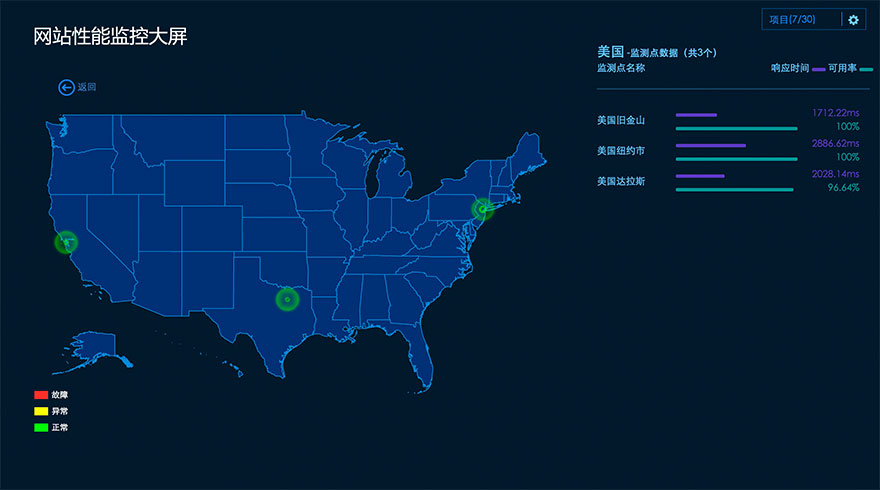 网站性能监控大屏
项目(7/30)
返回
美国 -监测点数据（共3个）
监测点名称 响应时间 可用率
美国旧金山 1712.22ms
100%
美国纽约市 2886.62ms
100%
美国达拉斯 2028.14ms
96.64%
故障
异常
正常